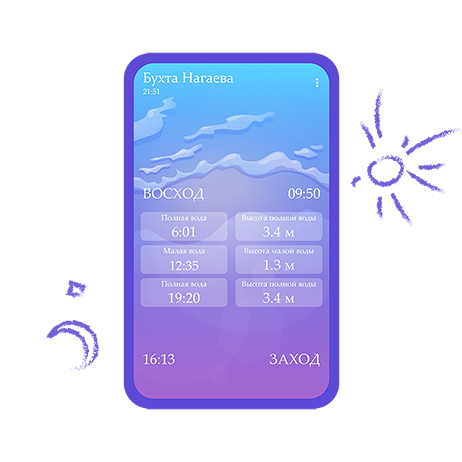 Бухта Нагаева
21:51
ВОСХОД 09:50
Полная вода Высота полной воды
6:01 3.4 м
Малая вода Высота малой воды
12:35 1.3 м
Полная вода Высота полной воды
19:20 3.4 м
16:13 ЗАХОД